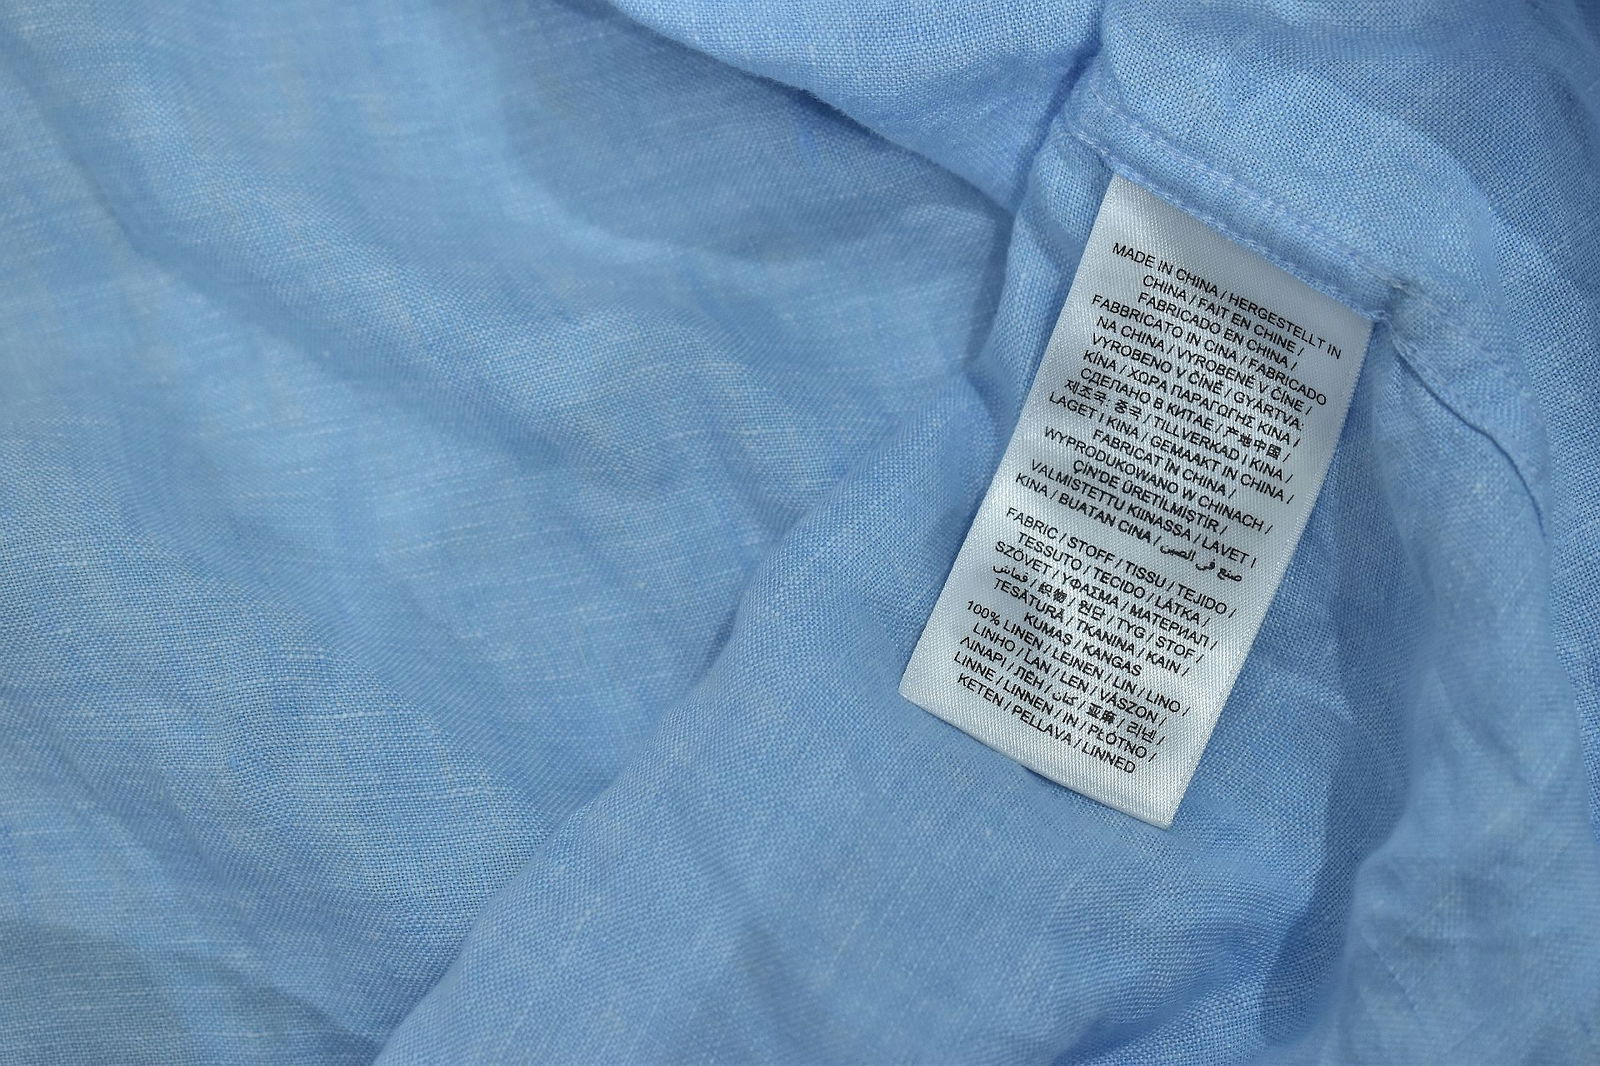 MADE IN CHINA / HERGESTELLT IN
CHINA / FAIT EN CHINE /
FABRICADO EN CHINA /
FABBRICATO IN CINA / FABRICADO
NA CHINA / VYROBENÉ V ČÍNE /
VYROBENO V ČÍNĚ / GYÁRTVA:
KÍNA / ΧΩΡΑ ΠΑΡΑΓΩΓΗΣ ΚΙΝΑ /
СДЕЛАНО В КИТАЕ / 产地中国 /
제조국: 중국 / TILLVERKAD I KINA /
LAGET I KINA / GEMAAKT IN CHINA /
FABRICAT IN CHINA /
WYPRODUKOWANO W CHINACH /
ÇİN'DE ÜRETİLMİŞTİR /
VALMISTETTU KIINASSA / LAVET I
KINA / BUATAN CINA / صنع في الصين
FABRIC / STOFF / TISSU / TEJIDO /
TESSUTO / TECIDO / LÁTKA /
SZÖVET / ΥΦΑΣΜΑ / МАТЕРИАЛ /
قماش / 织物 / 원단 / TYG / STOF /
TESATURĂ / TKANINA / KAIN /
KUMAŞ / KANGAS
100% LINEN / LEINEN / LIN / LINO /
LINHO / ĽAN / LEN / VÁSZON /
ΛΙΝΑΡΙ / ЛЕН / كتان / 亚麻 / 리넨 /
LINNE / LINNEN / IN / PŁÓTNO /
KETEN / PELLAVA / LINNED